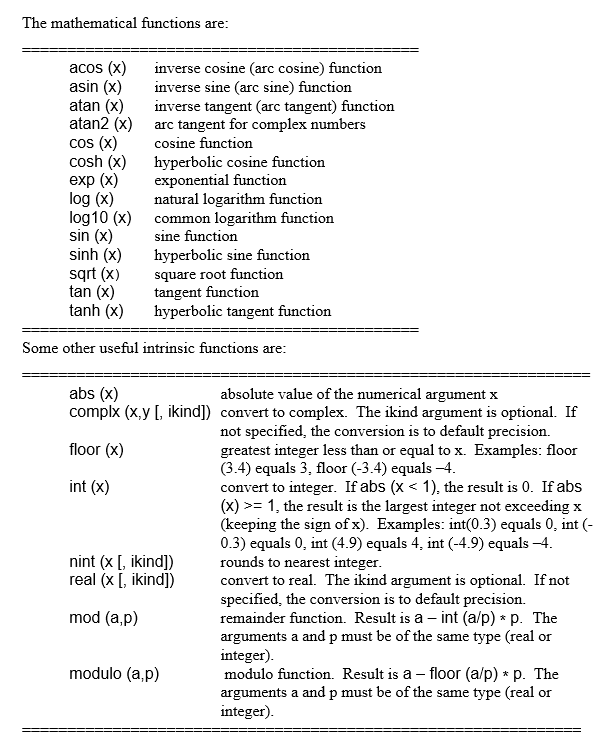 The mathematical functions are:
============================================
acos (x) inverse cosine (arc cosine) function
asin (x) inverse sine (arc sine) function
atan (x) inverse tangent (arc tangent) function
atan2 (x) arc tangent for complex numbers
cos (x) cosine function
cosh (x) hyperbolic cosine function
exp (x) exponential function
log (x) natural logarithm function
log10 (x) common logarithm function
sin (x) sine function
sinh (x) hyperbolic sine function
sqrt (x) square root function
tan (x) tangent function
tanh (x) hyperbolic tangent function
============================================
Some other useful intrinsic functions are:
===============================================================
abs (x) absolute value of the numerical argument x
complx (x,y [, ikind]) convert to complex. The ikind argument is optional. If
not specified, the conversion is to default precision.
floor (x) greatest integer less than or equal to x. Examples: floor
(3.4) equals 3, floor (-3.4) equals –4.
int (x) convert to integer. If abs (x < 1), the result is 0. If abs
(x) >= 1, the result is the largest integer not exceeding x
(keeping the sign of x). Examples: int(0.3) equals 0, int (-
0.3) equals 0, int (4.9) equals 4, int (-4.9) equals –4.
nint (x [, ikind]) rounds to nearest integer.
real (x [, ikind]) convert to real. The ikind argument is optional. If not
specified, the conversion is to default precision.
mod (a,p) remainder function. Result is a – int (a/p) * p. The
arguments a and p must be of the same type (real or
integer).
modulo (a,p) modulo function. Result is a – floor (a/p) * p. The
arguments a and p must be of the same type (real or
integer).
==============================================================